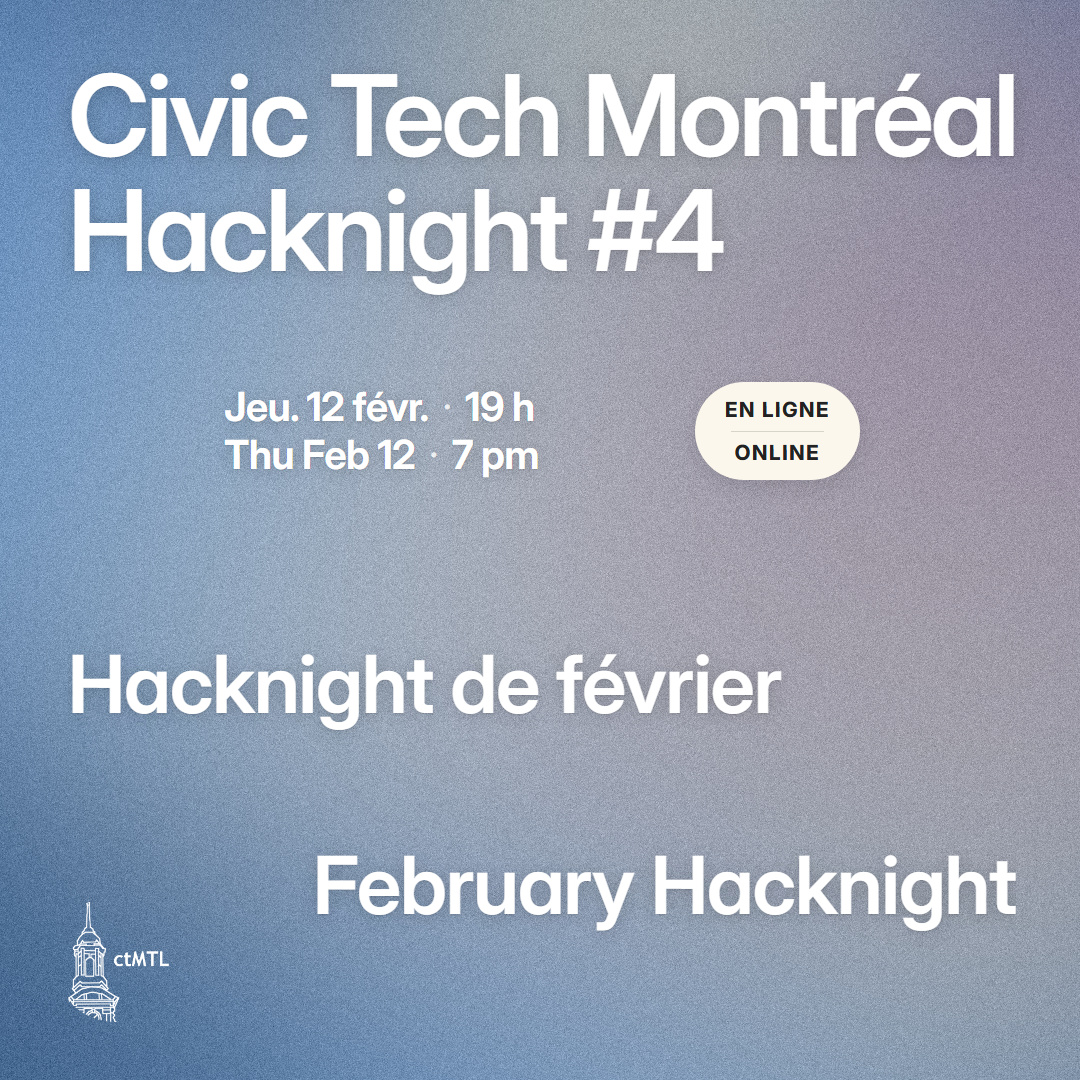 Civic Tech Montréal
Hacknight #4
Jeu. 12 févr. · 19 h
Thu Feb 12 · 7 pm
EN LIGNE
ONLINE
Hacknight de février
February Hacknight
ctMTL